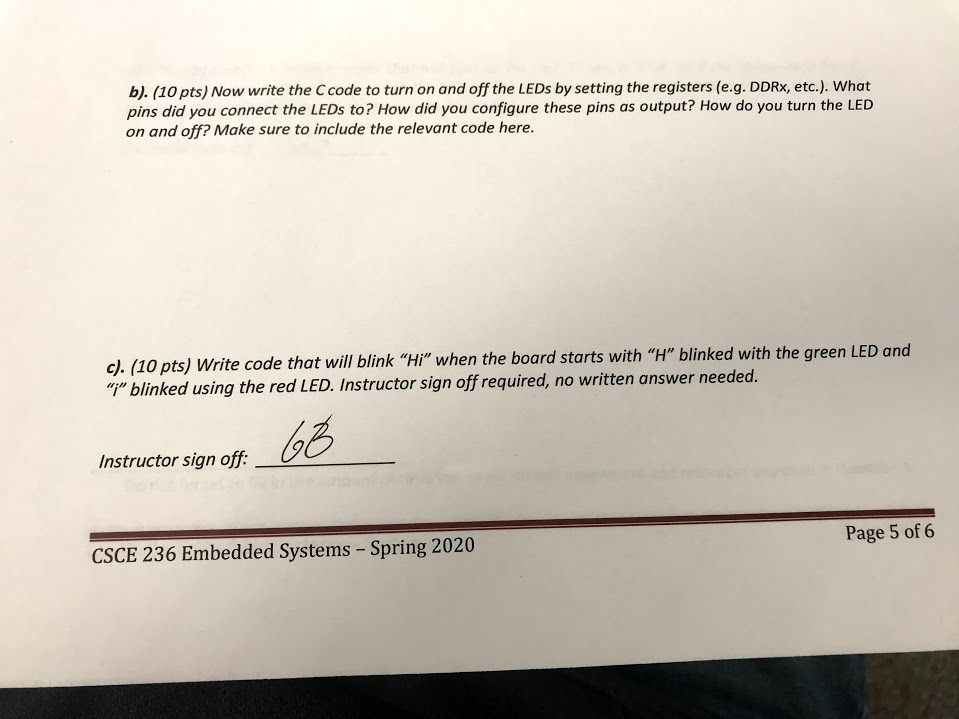 b). (10 pts) Now write the C code to turn on and off the LEDs by setting the registers (e.g. DDRx, etc.). What
pins did you connect the LEDs to? How did you configure these pins as output? How do you turn the LED
on and off? Make sure to include the relevant code here.
c). (10 pts) Write code that will blink “Hi” when the board starts with “H” blinked with the green LED and
“i” blinked using the red LED. Instructor sign off required, no written answer needed.
Instructor sign off:
CSCE 236 Embedded Systems – Spring 2020
Page 5 of 6